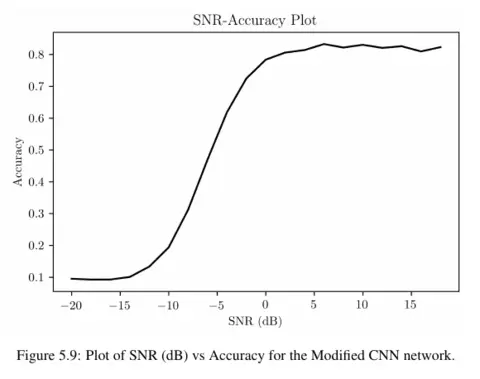 SNR-Accuracy Plot
0.8
0.7
0.6
0.5
0.4
0.3
0.2
0.1
Accuracy
−20 −15 −10 −5 0 5 10 15
SNR (dB)
Figure 5.9: Plot of SNR (dB) vs Accuracy for the Modified CNN network.